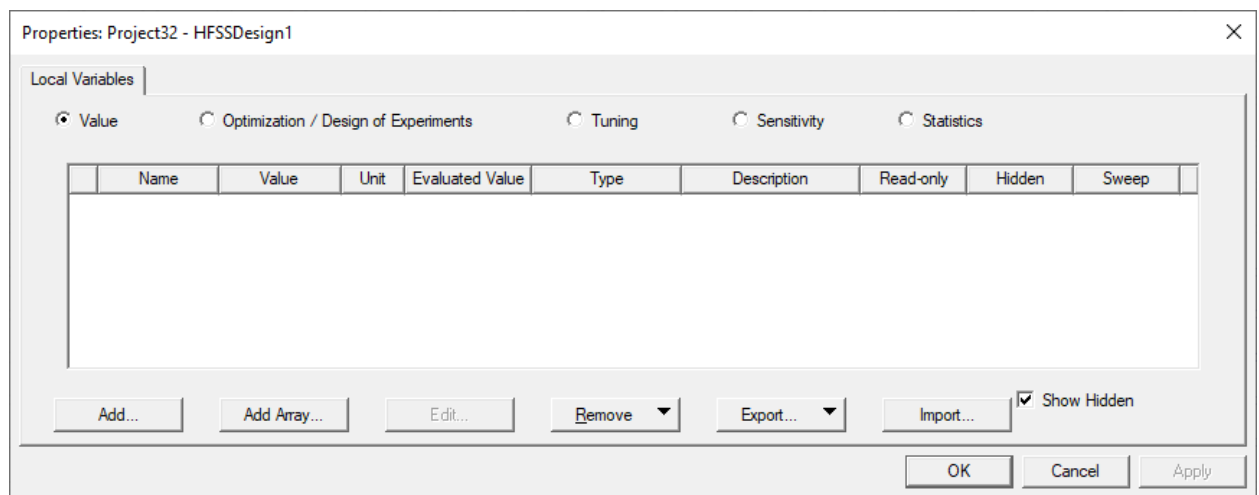 Properties: Project32 - HFSSDesign1
Local Variables
Value Optimization / Design of Experiments Tuning Sensitivity Statistics
Name Value Unit Evaluated Value Type Description Read-only Hidden Sweep
Add... Add Array... Edit... Remove Export... Import... Show Hidden
OK Cancel Apply